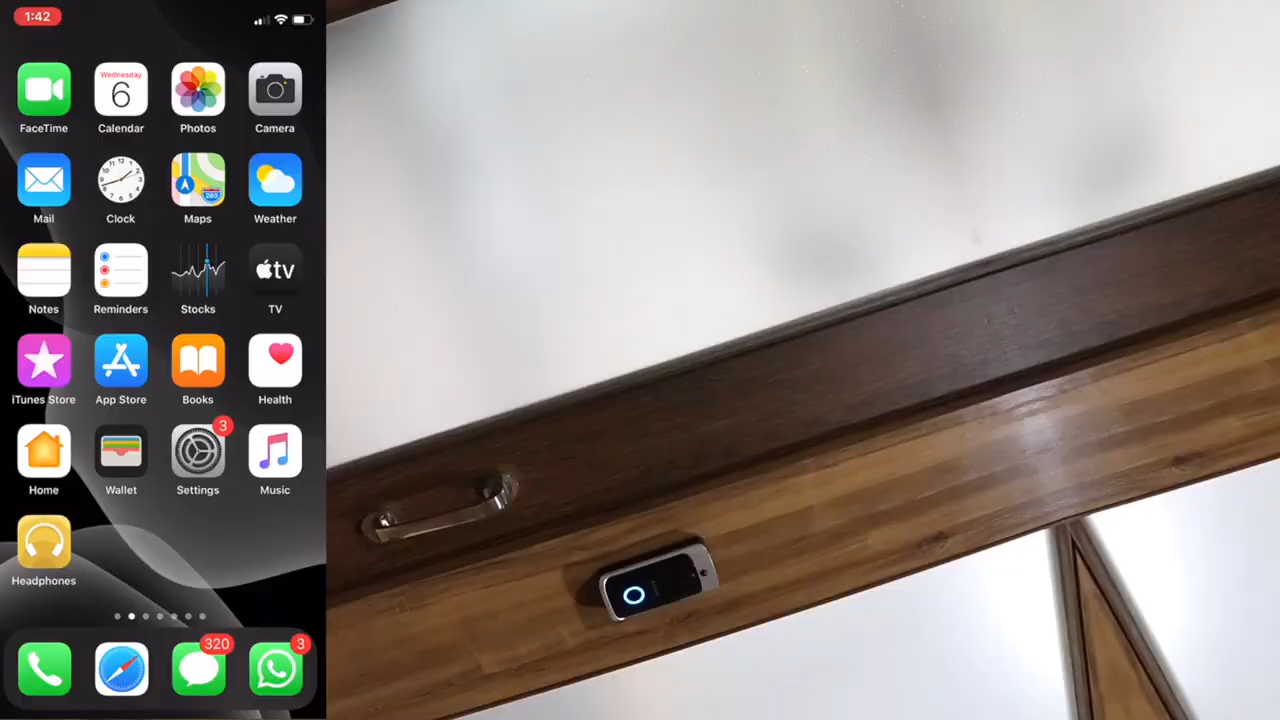 1:42
Wednesday
6
FaceTime Calendar Photos Camera
280
Mail Clock Maps Weather
tv
Notes Reminders Stocks TV
iTunes Store App Store Books Health
3
Home Wallet Settings Music
Headphones
320 3